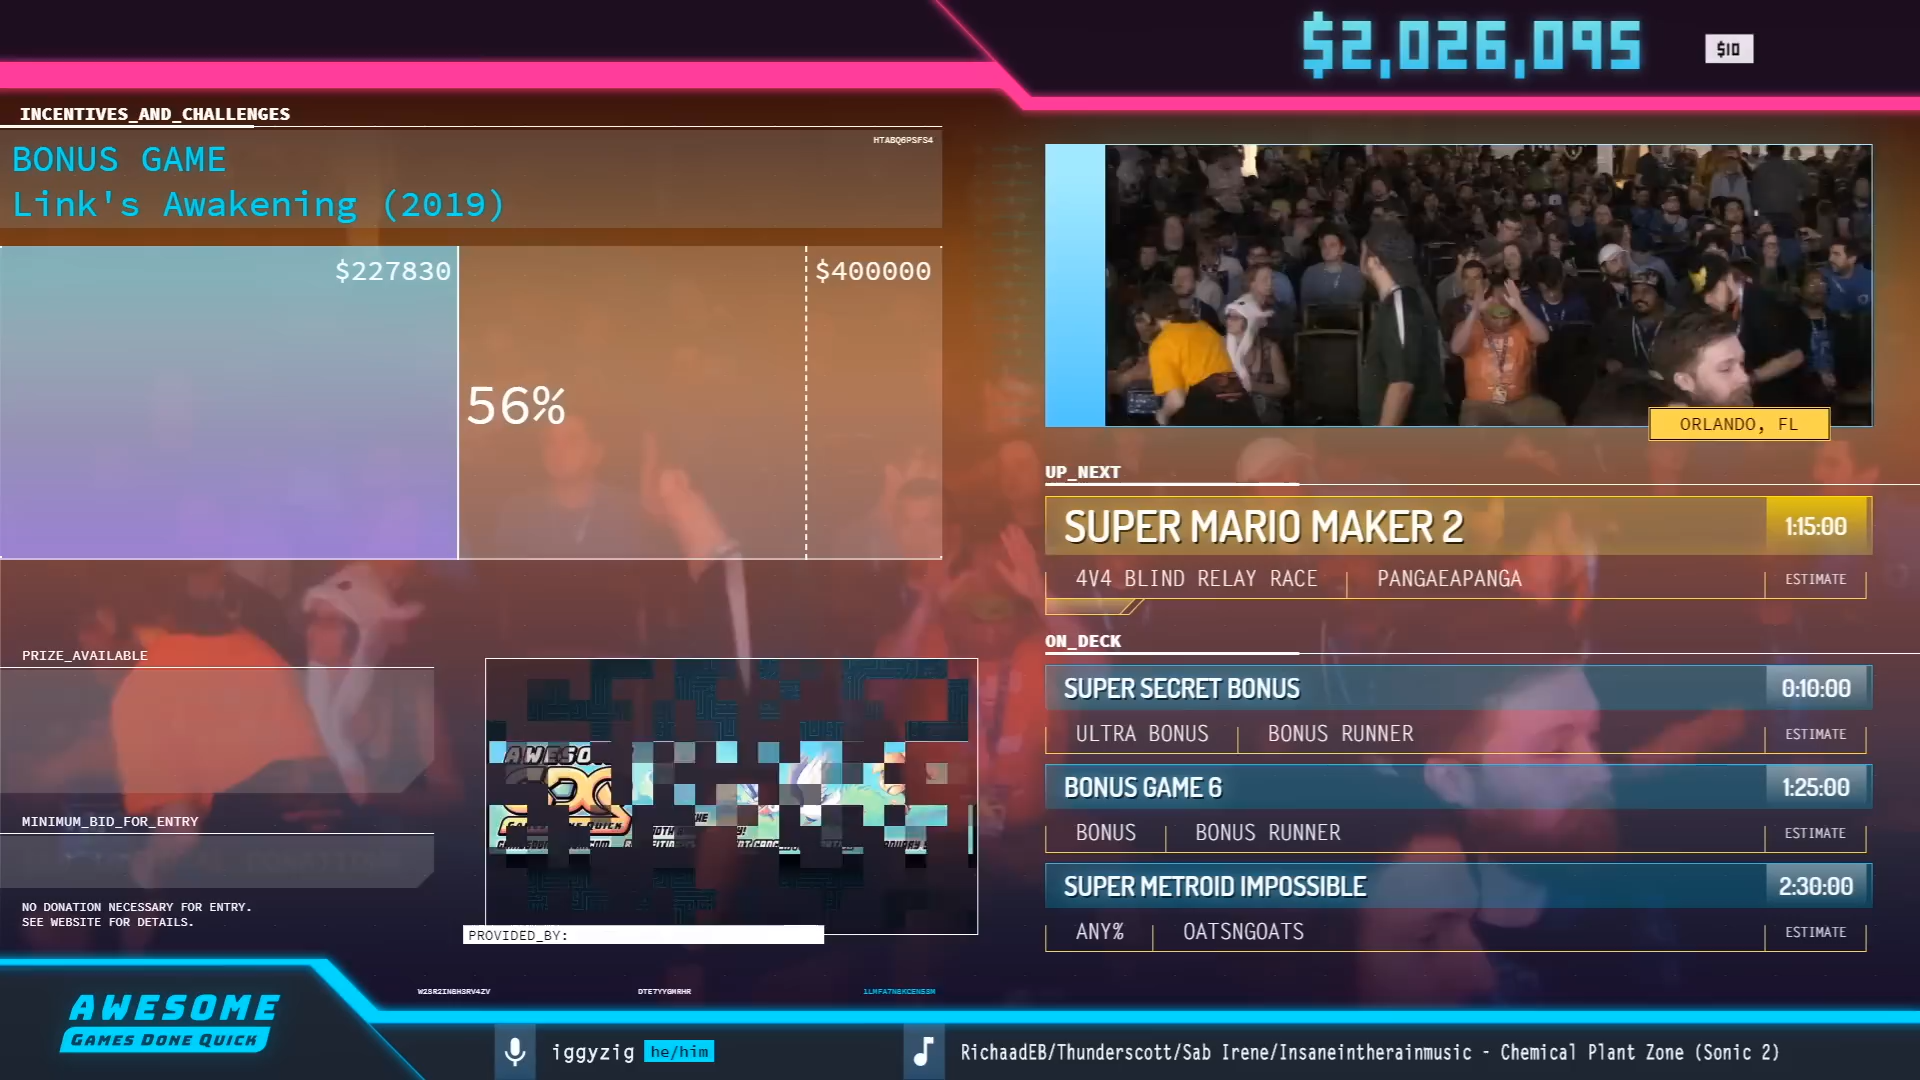 $2,026,095
$10
INCENTIVES_AND_CHALLENGES
HTABQ6PSFS4
BONUS GAME
Link's Awakening (2019)
$227830
$400000
56%
ORLANDO, FL
UP_NEXT
SUPER MARIO MAKER 2
1:15:00
4V4 BLIND RELAY RACE
PANGAEAPANGA
ESTIMATE
ON_DECK
SUPER SECRET BONUS
0:10:00
ULTRA BONUS
BONUS RUNNER
ESTIMATE
BONUS GAME 6
1:25:00
BONUS
BONUS RUNNER
ESTIMATE
SUPER METROID IMPOSSIBLE
2:30:00
ANY%
OATSNGOATS
ESTIMATE
PRIZE_AVAILABLE
MINIMUM_BID_FOR_ENTRY
NO DONATION NECESSARY FOR ENTRY.
SEE WEBSITE FOR DETAILS.
PROVIDED_BY:
DTE7YYGMRHR
AWESOME
GAMES DONE QUICK
iggyzig he/him
RichaadEB/Thunderscott/Sab Irene/Insaneintherainmusic - Chemical Plant Zone (Sonic 2)